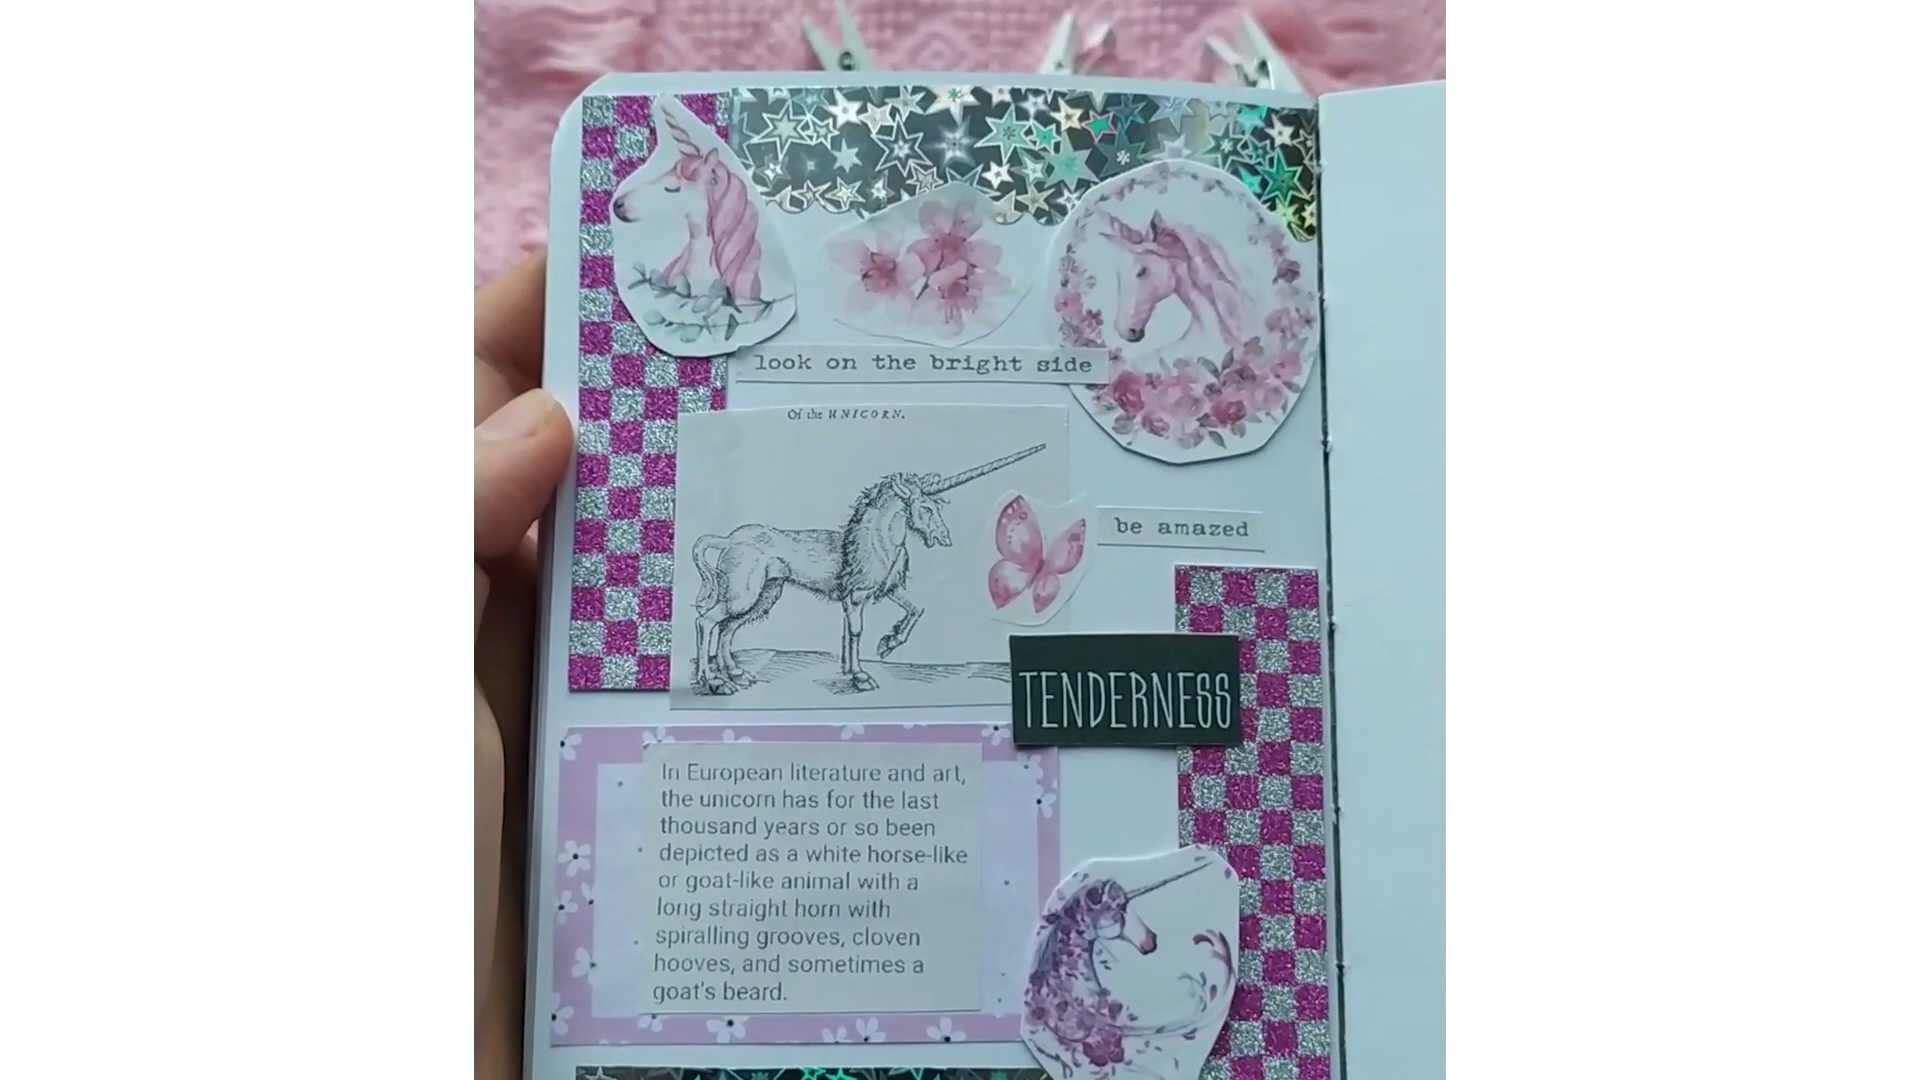 look on the bright side
Of the UNICORN.
be amazed
TENDERNESS
In European literature and art,
the unicorn has for the last
thousand years or so been
depicted as a white horse-like
or goat-like animal with a
long straight horn with
spiralling grooves, cloven
hooves, and sometimes a
goat's beard.